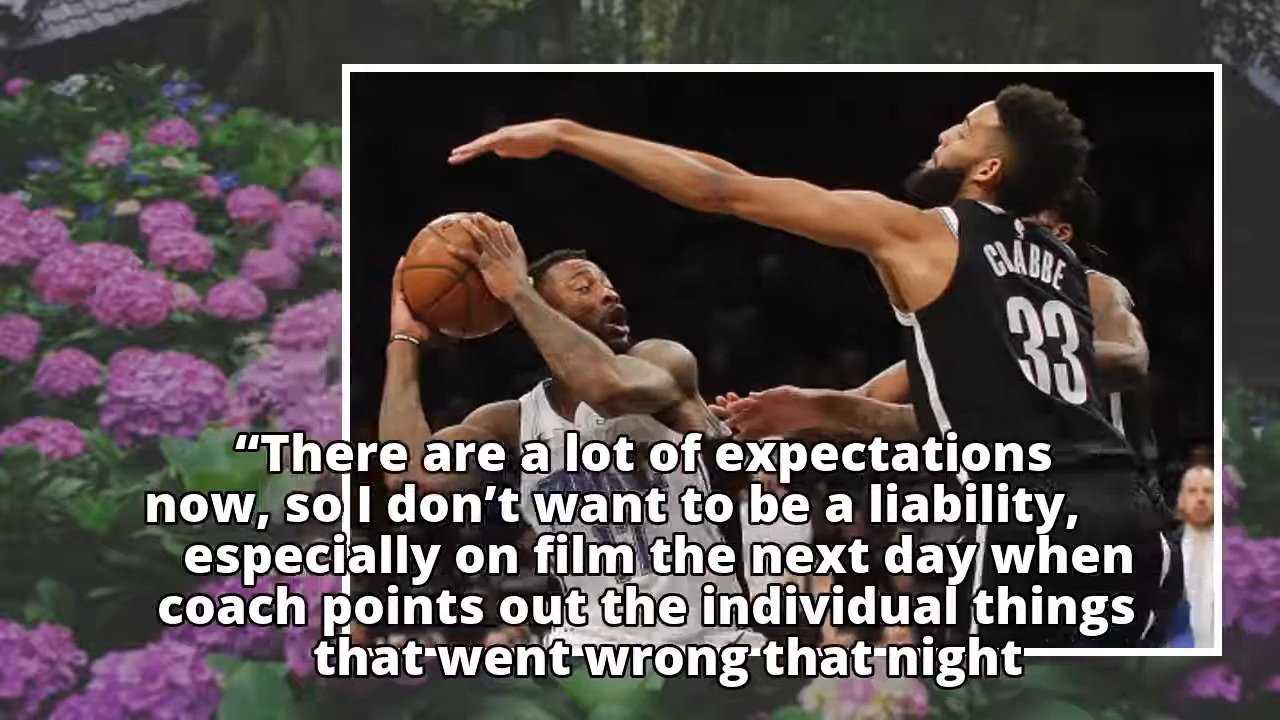 CRABBE
33
“There are a lot of expectations
now, so I don’t want to be a liability,
especially on film the next day when
coach points out the individual things
that went wrong that night